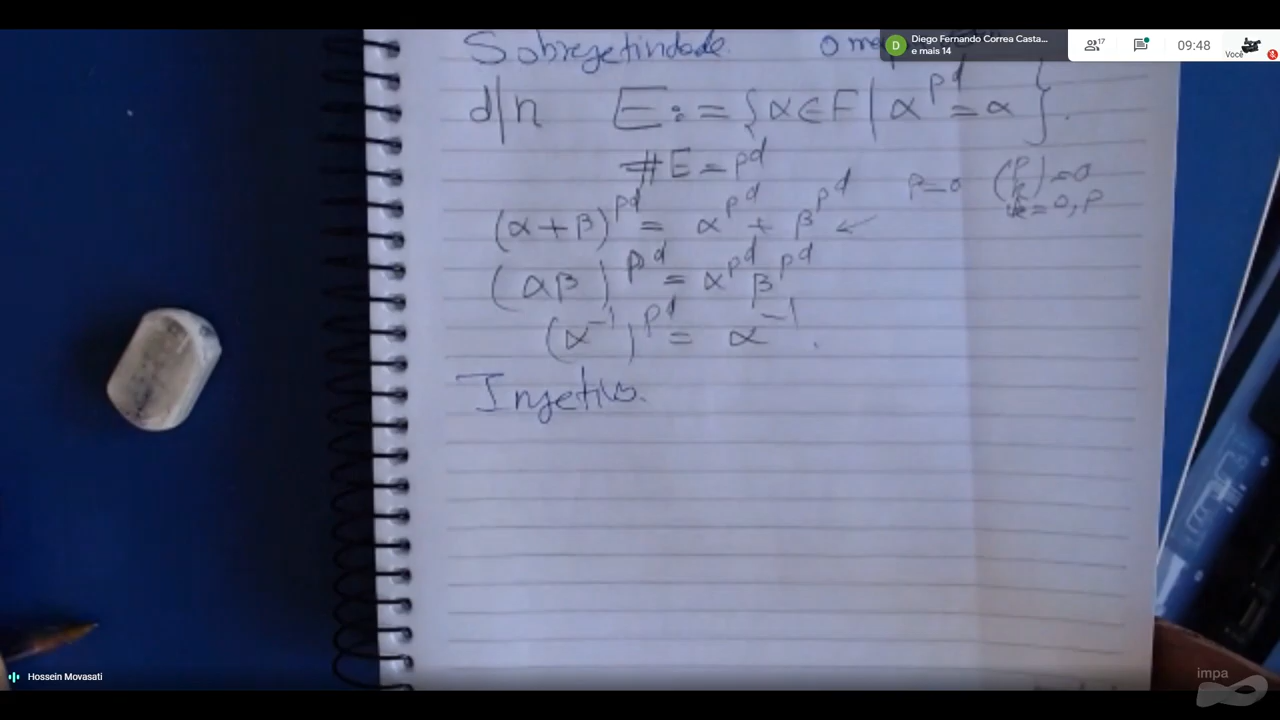 Diego Fernando Correa Casta...
e mais 14
17
09:48
Você
Sobrejetividade. O
d|n E := {α ∈ F | α^{p^d} = α}.
#E = p^d
(α+β)^{p^d} = α^{p^d} + β^{p^d} ← p=0 (p k)=0
k=0,p
(αβ)^{p^d} = α^{p^d} β^{p^d}
(α^{-1})^{p^d} = α^{-1}.
Injetivo.
Hossein Movasati
impa